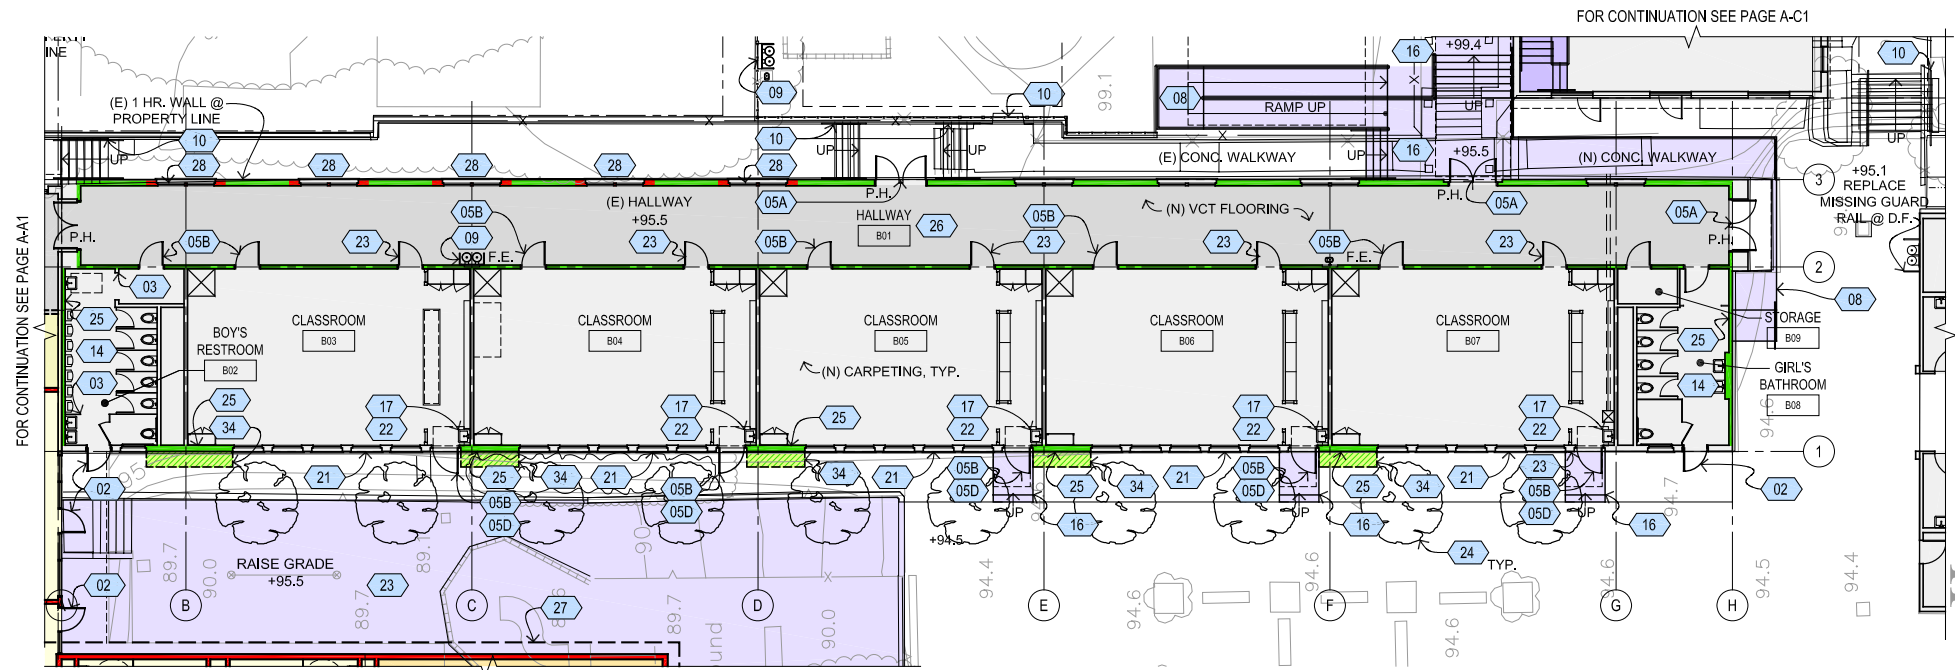 FOR CONTINUATION SEE PAGE A-C1
INE
16
+99.4
10
09
10
99.1
08
RAMP UP
UP
(E) 1 HR. WALL @
PROPERTY LINE
10
UP
28
28
28
28
10
28
UP
UP
(E) CONC. WALKWAY
UP
16
+95.5
(N) CONC. WALKWAY
UP
3
+95.1
REPLACE
MISSING GUARD
RAIL @ D.F.
FOR CONTINUATION SEE PAGE A-A1
P.H.
(E) HALLWAY
+95.5
05B
09
F.E.
05B
23
23
05A
P.H.
HALLWAY
B01
26
05B
05B
23
(N) VCT FLOORING
P.H.
05A
05A
P.H.
23
05B
F.E.
23
2
03
25
14
03
BOY'S
RESTROOM
B02
25
34
CLASSROOM
B03
CLASSROOM
B04
CLASSROOM
B05
CLASSROOM
B06
CLASSROOM
B07
(N) CARPETING, TYP.
25
17
22
17
22
17
22
17
22
17
22
08
STORAGE
B09
25
GIRL'S
BATHROOM
B08
14
94.6
1
02
95.
21
25
05B
05D
34
21
05B
05D
34
21
05B
05D
25
34
21
05B
05D
25
34
21
23
05B
05D
94.7
02
16
16
16
UP
+94.5
24
TYP.
RAISE GRADE
+95.5
23
02
27
89.7
90.0
89.1
89.7
89.7
90.0
94.4
94.6
94.6
94.6
94.6
94.5
94.4
B
C
D
E
F
G
H